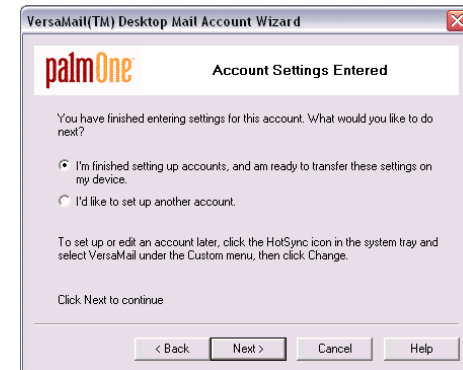 VersaMail(TM) Desktop Mail Account Wizard
palmOne
Account Settings Entered
You have finished entering settings for this account. What would you like to do
next?
I'm finished setting up accounts, and am ready to transfer these settings on
my device.
I'd like to set up another account.
To set up or edit an account later, click the HotSync icon in the system tray and
select VersaMail under the Custom menu, then click Change.
Click Next to continue
< Back Next > Cancel Help